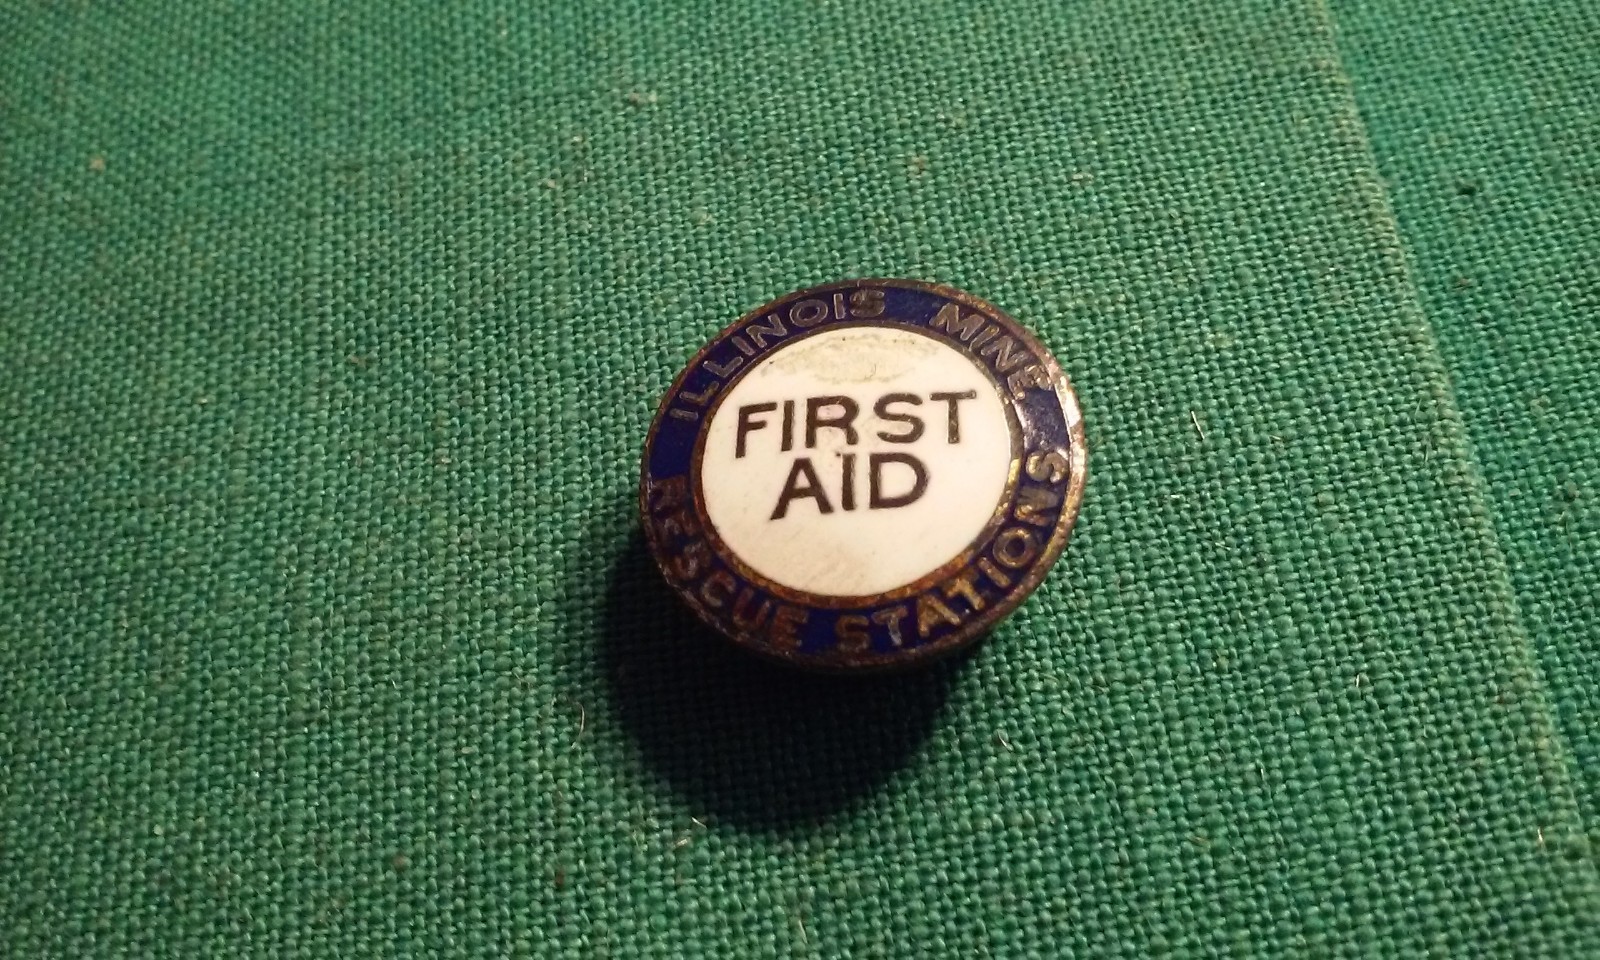 ILLINOIS MINE
FIRST
AID
RESCUE STATIONS